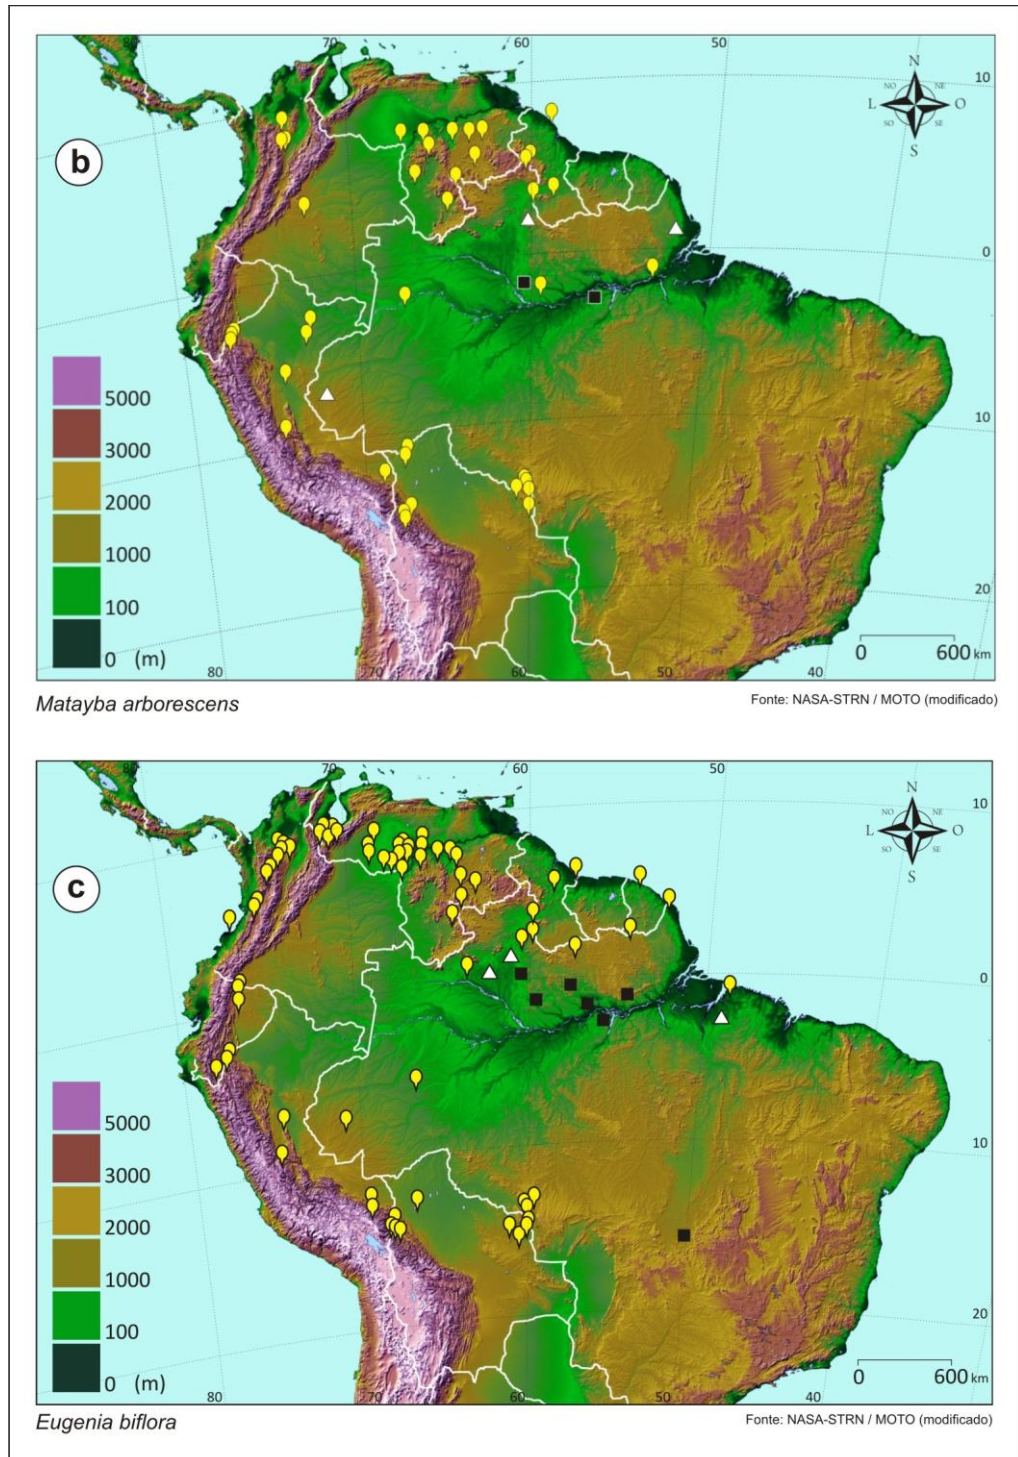 80
70
60
50
10
N
NO NE
L O
SO SE
S
b
0
10
5000
3000
2000
1000
100
0 (m)
20
0 600 km
80
70
60
50
40
Matayba arborescens
Fonte: NASA-STRN / MOTO (modificado)
80
70
60
50
10
N
NO NE
L O
SO SE
S
c
0
10
5000
3000
2000
1000
100
0 (m)
20
0 600 km
80
70
60
50
40
Eugenia biflora
Fonte: NASA-STRN / MOTO (modificado)